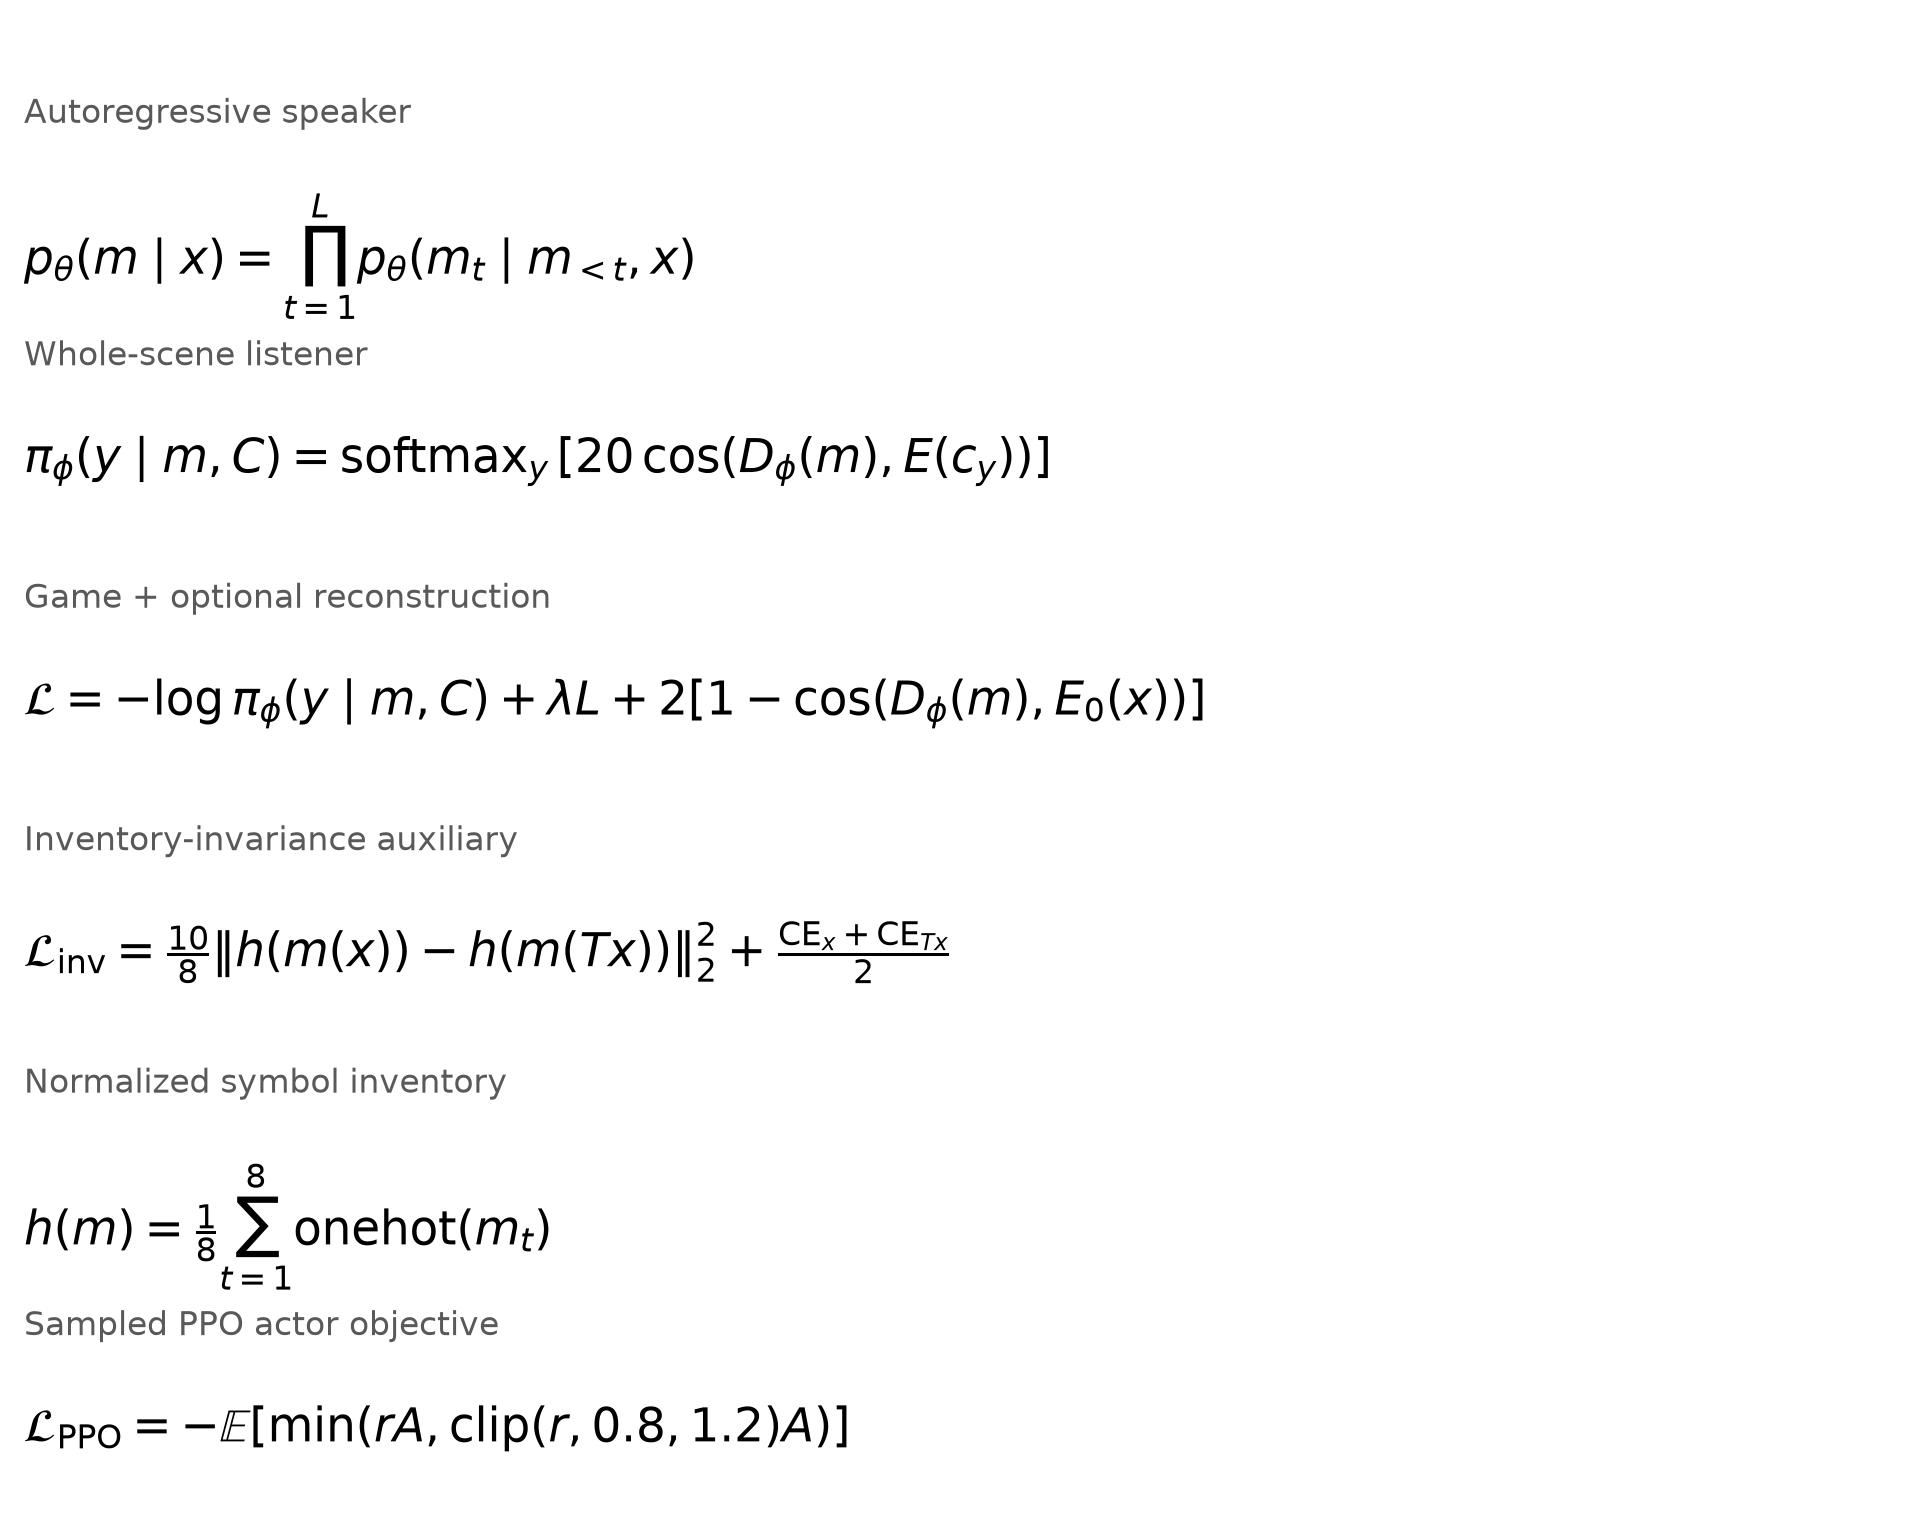 Autoregressive speaker
p_θ(m | x) = ∏_{t=1}^{L} p_θ(m_t | m_{<t}, x)
Whole-scene listener
π_ϕ(y | m, C) = softmax_y [20 cos(D_ϕ(m), E(c_y))]
Game + optional reconstruction
ℒ = −log π_ϕ(y | m, C) + λL + 2[1 − cos(D_ϕ(m), E_0(x))]
Inventory-invariance auxiliary
ℒ_inv = 10/8 ‖h(m(x)) − h(m(Tx))‖_2^2 + (CE_x + CE_{Tx})/2
Normalized symbol inventory
h(m) = 1/8 ∑_{t=1}^{8} onehot(m_t)
Sampled PPO actor objective
ℒ_PPO = −𝔼[min(rA, clip(r, 0.8, 1.2)A)]